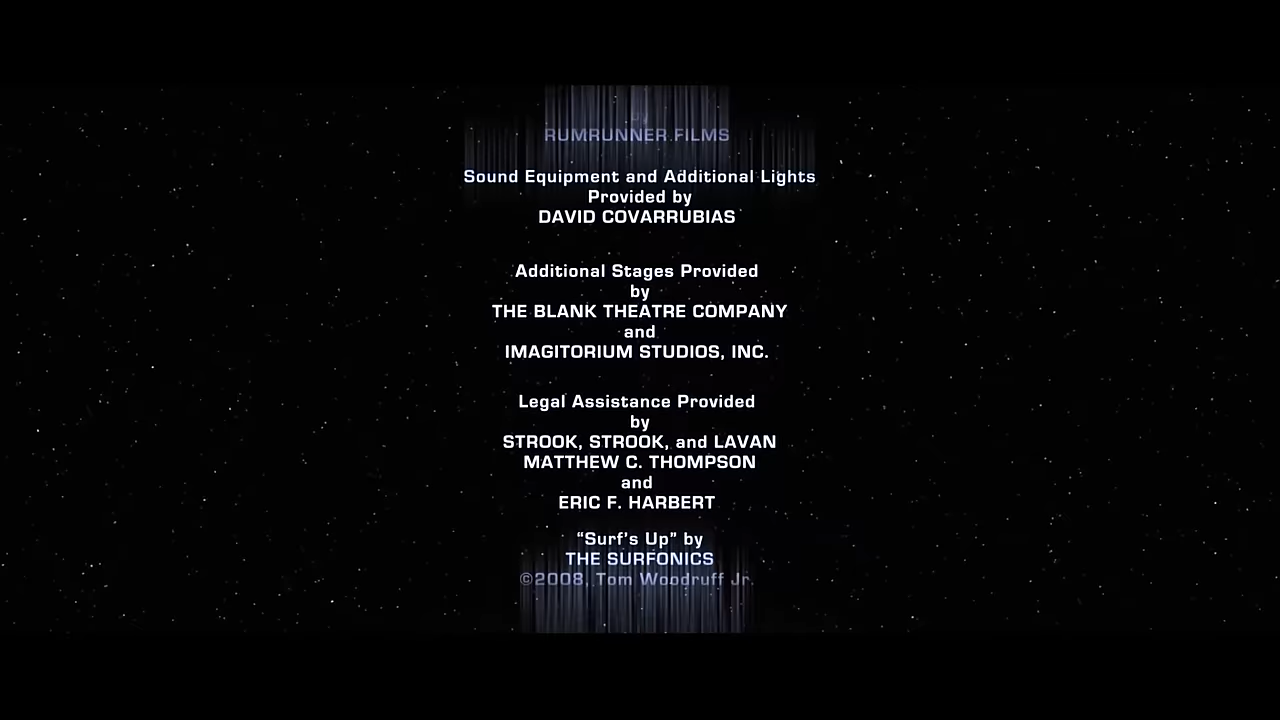 RUMRUNNER FILMS
Sound Equipment and Additional Lights
Provided by
DAVID COVARRUBIAS
Additional Stages Provided
by
THE BLANK THEATRE COMPANY
and
IMAGITORIUM STUDIOS, INC.
Legal Assistance Provided
by
STROOK, STROOK, and LAVAN
MATTHEW C. THOMPSON
and
ERIC F. HARBERT
“Surf’s Up” by
THE SURFONICS
©2008, Tom Woodruff Jr.